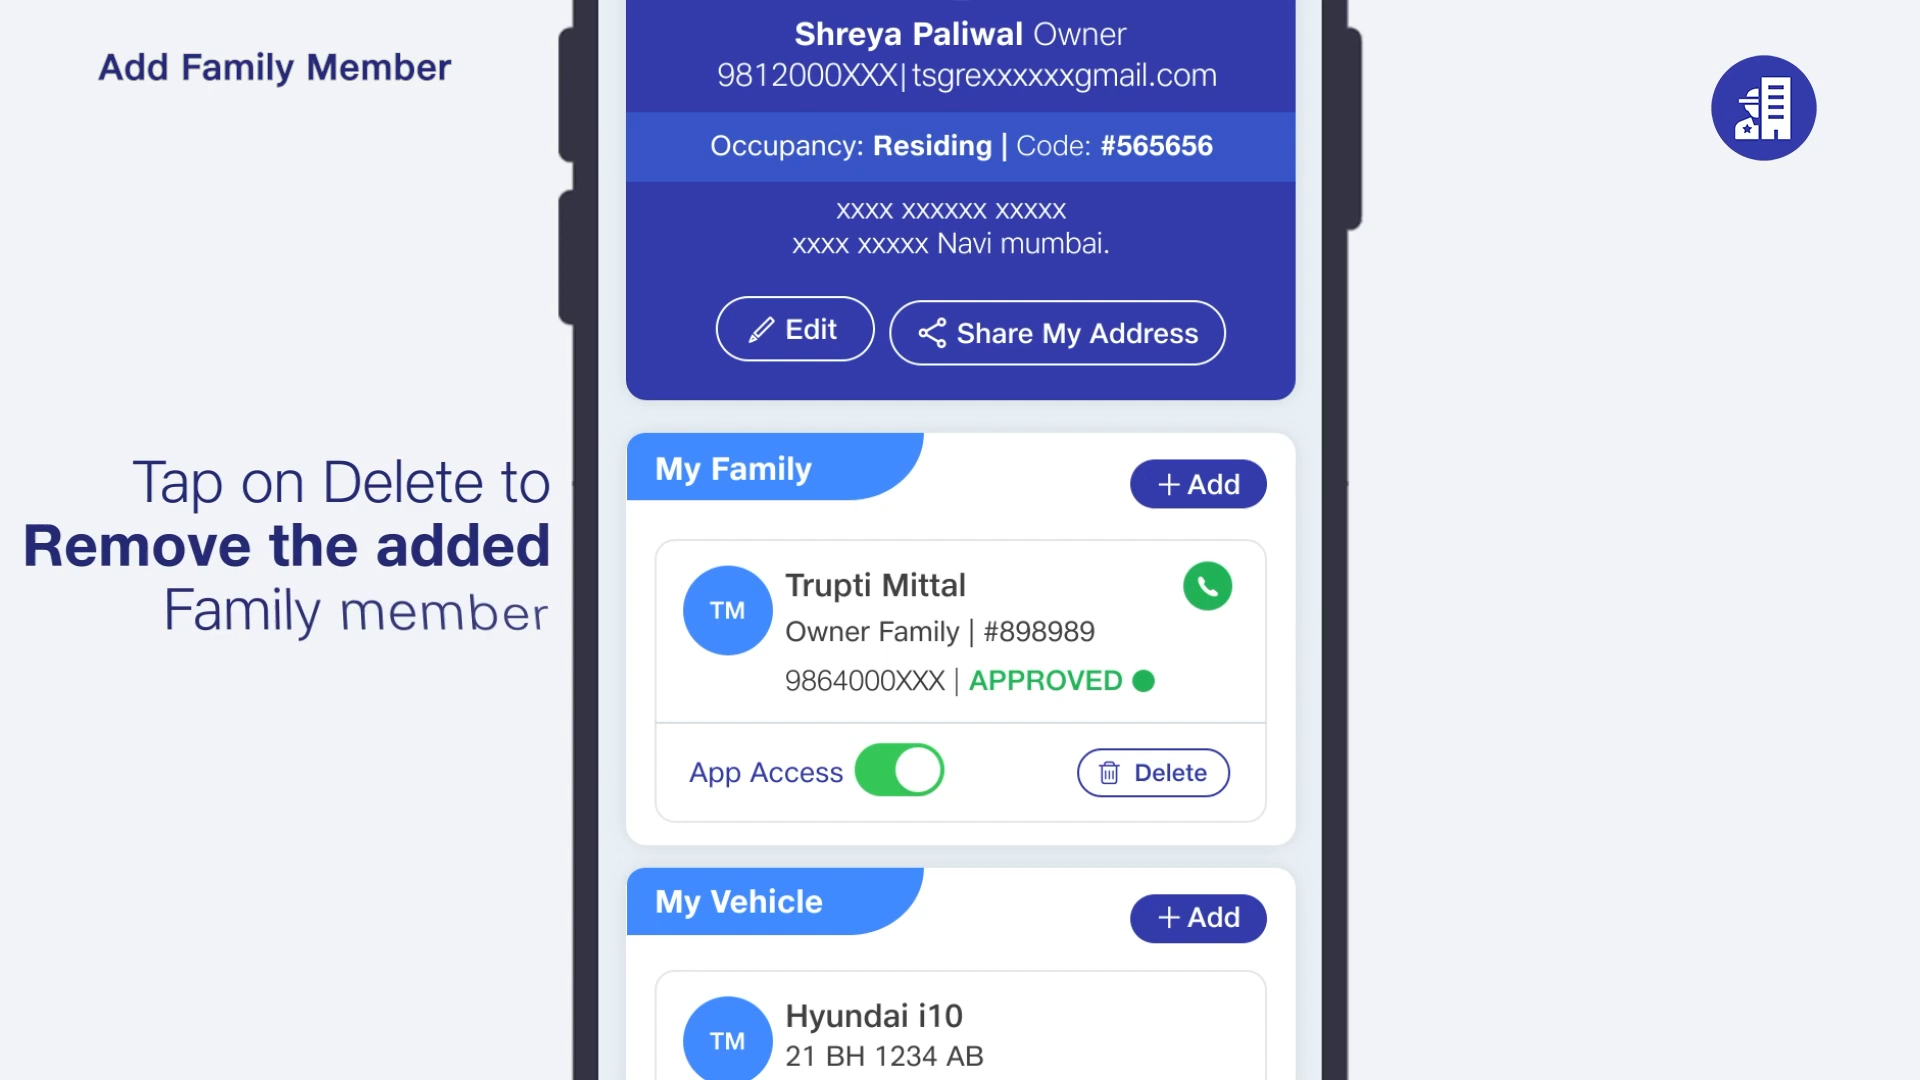 Add Family Member
Tap on Delete to
Remove the added
Family member
Shreya Paliwal Owner
9812000XXX| tsgrexxxxxxgmail.com
Occupancy: Residing | Code: #565656
xxxx xxxxxx xxxxx
xxxx xxxxx Navi mumbai.
Edit
Share My Address
My Family
+ Add
TM
Trupti Mittal
Owner Family | #898989
9864000XXX | APPROVED
App Access
Delete
My Vehicle
+ Add
TM
Hyundai i10
21 BH 1234 AB